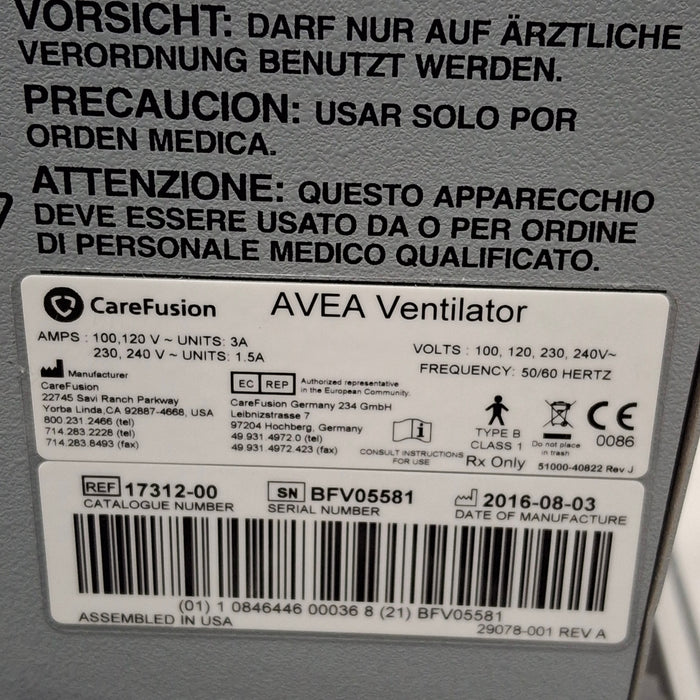 VORSICHT: DARF NUR AUF ÄRZTLICHE
VERORDNUNG BENUTZT WERDEN.
PRECAUCION: USAR SOLO POR
ORDEN MEDICA.
ATTENZIONE: QUESTO APPARECCHIO
DEVE ESSERE USATO DA O PER ORDINE
DI PERSONALE MEDICO QUALIFICATO.
CareFusion AVEA Ventilator
AMPS : 100,120 V ~ UNITS: 3A
230, 240 V ~ UNITS: 1.5A
VOLTS : 100, 120, 230, 240V~
FREQUENCY: 50/60 HERTZ
Manufacturer
CareFusion
22745 Savi Ranch Parkway
Yorba Linda,CA 92887-4668, USA
800.231.2466 (tel)
714.283.2228 (tel)
714.283.8493 (fax)
EC REP Authorized representative
in the European Community.
CareFusion Germany 234 GmbH
Leibnizstrasse 7
97204 Hochberg, Germany
49.931.4972.0 (tel)
49.931.4972.423 (fax)
i
CONSULT INSTRUCTIONS
FOR USE
TYPE B
CLASS 1
Rx Only
Do not place
in trash
CE
0086
51000-40822 Rev J
REF 17312-00
CATALOGUE NUMBER
SN BFV05581
SERIAL NUMBER
2016-08-03
DATE OF MANUFACTURE
(01) 1 0846446 00036 8 (21) BFV05581
ASSEMBLED IN USA
29078-001 REV A